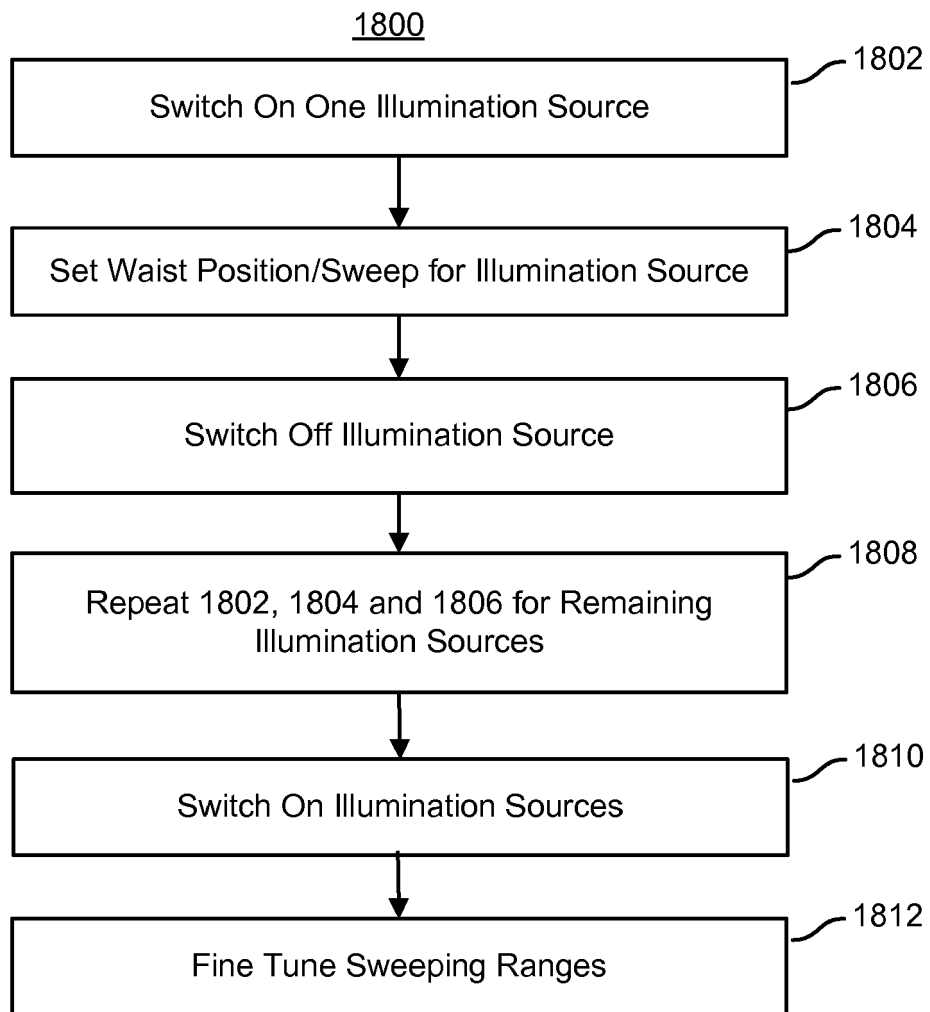 1800
1802
Switch On One Illumination Source
1804
Set Waist Position/Sweep for Illumination Source
1806
Switch Off Illumination Source
1808
Repeat 1802, 1804 and 1806 for Remaining
Illumination Sources
1810
Switch On Illumination Sources
1812
Fine Tune Sweeping Ranges